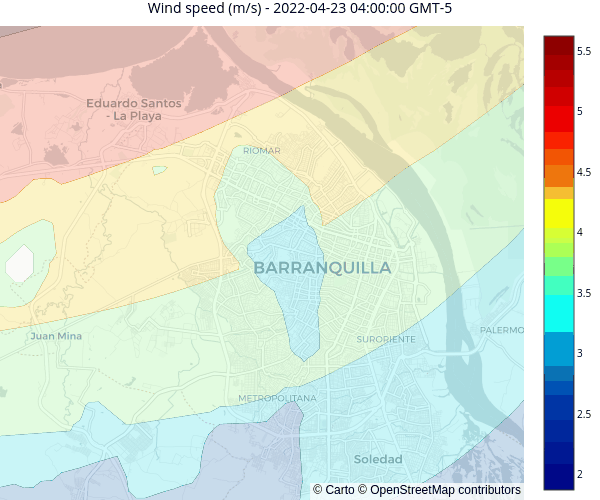 Wind speed (m/s) - 2022-04-23 04:00:00 GMT-5
Eduardo Santos
- La Playa
RIOMAR
BARRANQUILLA
Juan Mina
SURORIENTE
PALERMO
METROPOLITANA
Soledad
© Carto © OpenStreetMap contributors
5.5
5
4.5
4
3.5
3
2.5
2